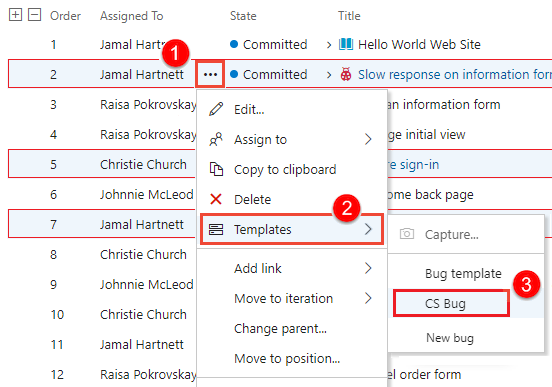 Order Assigned To State Title
1 Jamal Hartnett Committed Hello World Web Site
1
2 Jamal Hartnett ... Committed Slow response on information form
3 Raisa Pokrovskay an information form
Edit...
4 Raisa Pokrovskay ge initial view
Assign to
5 Christie Church re sign-in
Copy to clipboard
6 Johnnie McLeod ome back page
Delete
2
7 Jamal Hartnett
Templates
8 Christie Church
Capture...
9 Jamal Hartnett
Add link
Bug template
3
10 Christie Church
Move to iteration
CS Bug
11 Jamal Hartnett
Change parent...
New bug
12 Raisa Pokrovskay el order form
Move to position...